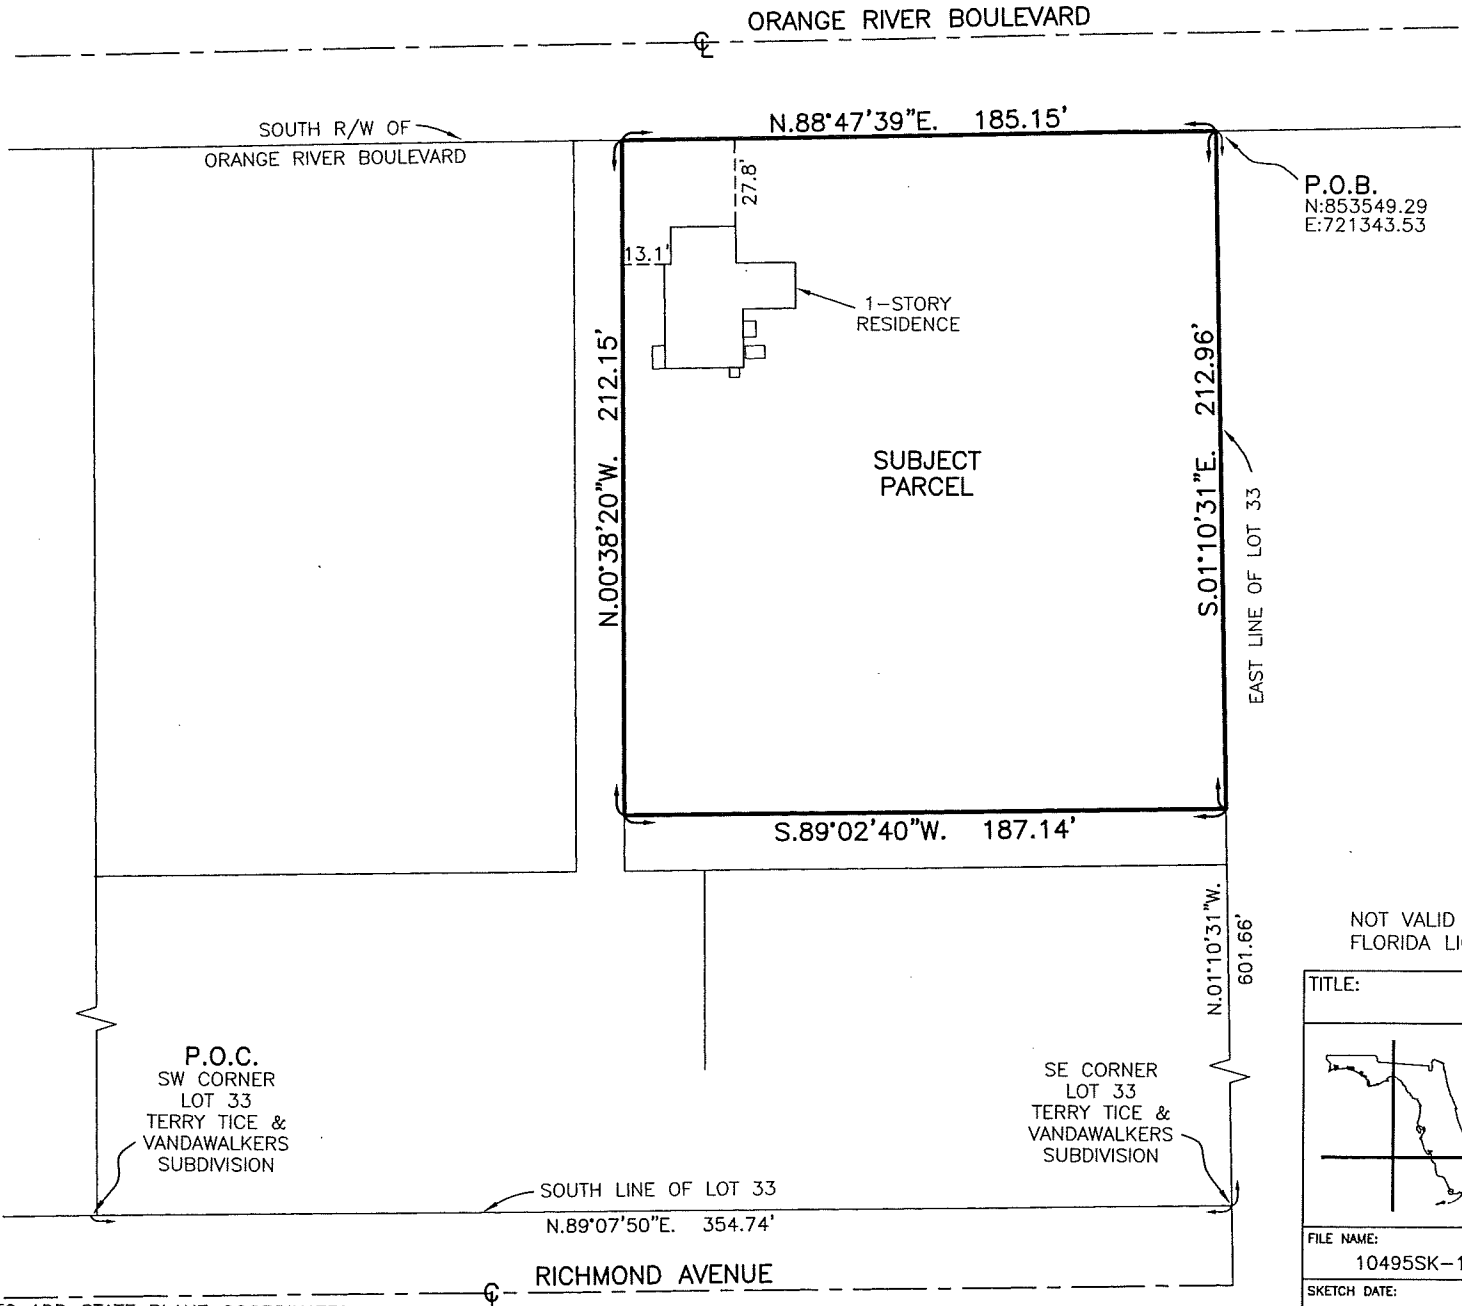 ORANGE RIVER BOULEVARD
SOUTH R/W OF
ORANGE RIVER BOULEVARD
N.88°47'39"E. 185.15'
P.O.B.
N:853549.29
E:721343.53
27.8'
13.1'
1-STORY
RESIDENCE
N.00°38'20"W. 212.15'
SUBJECT
PARCEL
S.01°10'31"E. 212.96'
EAST LINE OF LOT 33
S.89°02'40"W. 187.14'
N.01°10'31"W.
601.66'
NOT VALID
FLORIDA
TITLE:
P.O.C.
SW CORNER
LOT 33
TERRY TICE &
VANDAWALKERS
SUBDIVISION
SE CORNER
LOT 33
TERRY TICE &
VANDAWALKERS
SUBDIVISION
SOUTH LINE OF LOT 33
N.89°07'50"E. 354.74'
RICHMOND AVENUE
FILE NAME:
10495SK-1
SKETCH DATE: